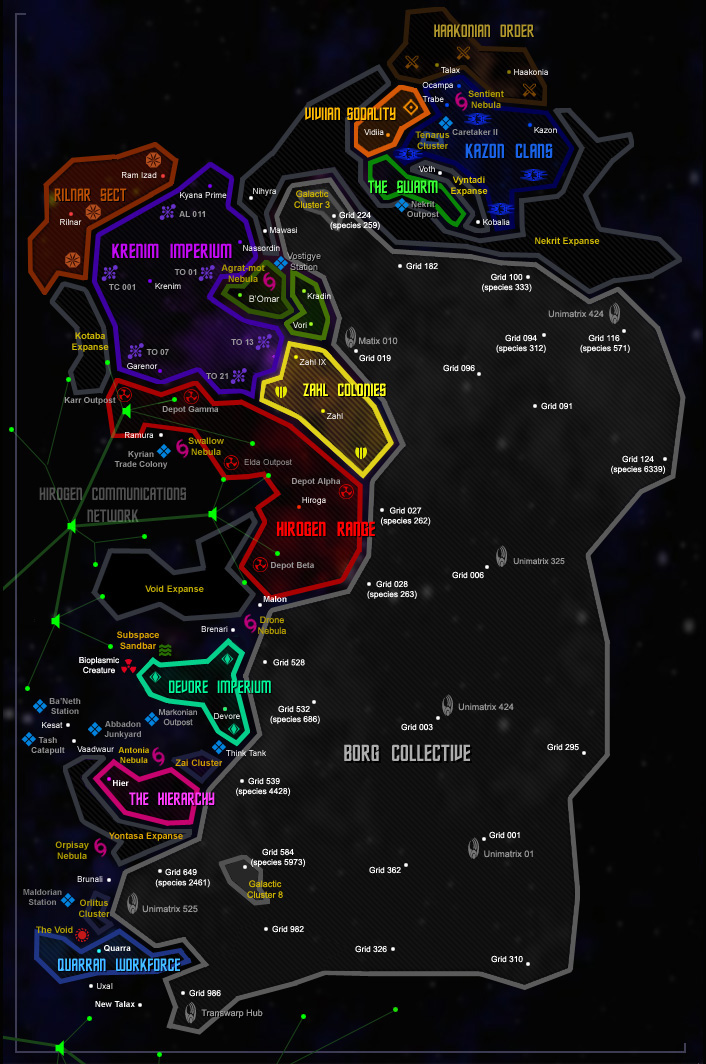 HAAKONIAN ORDER
Talax
Haakonia
Ocampa
Trabe
Sentient
Nebula
VIDIIAN SODALITY
Vidiia
Tenarus
Cluster
Caretaker II
Kazon
KAZON CLANS
Voth
THE SWARM
Vyntadi
Expanse
Nekrit
Outpost
Kobalia
Nekrit Expanse
Ram Izad
RILNAR SECT
Rilnar
Kyana Prime
AL 011
Nihyra
Galactic
Cluster 3
Grid 224
(species 259)
Mawasi
KRENIM IMPERIUM
Nassordin
Vostigye
Station
TO 01
Agrat-mot
Nebula
TC 001
Krenim
B'Omar
Kradin
Vori
Grid 182
Grid 100
(species 333)
Unimatrix 424
Grid 094
(species 312)
Grid 116
(species 571)
Kotaba
Expanse
TO 07
TO 13
Garenor
TO 21
Matix 010
Grid 019
Zahl IX
Grid 096
ZAHL COLONIES
Zahl
Grid 091
Karr Outpost
Depot Gamma
Ramura
Swallow
Nebula
Kyrian
Trade Colony
Elda Outpost
Grid 124
(species 6339)
HIROGEN COMMUNICATIONS
NETWORK
Depot Alpha
Hiroga
HIROGEN RANGE
Grid 027
(species 262)
Depot Beta
Unimatrix 325
Grid 006
Void Expanse
Grid 028
(species 263)
Malon
Brenari
Drone
Nebula
Subspace
Sandbar
Bioplasmic
Creature
Grid 528
DEVORE IMPERIUM
Ba'Neth
Station
Markonian
Outpost
Devore
Grid 532
(species 686)
Unimatrix 424
Grid 003
Kesat
Abbadon
Junkyard
Tash
Catapult
Vaadwaur
Antonia
Nebula
Think Tank
Zai Cluster
BORG COLLECTIVE
Grid 295
Hier
THE HIERARCHY
Grid 539
(species 4428)
Yontasa Expanse
Orpisay
Nebula
Grid 001
Unimatrix 01
Grid 584
(species 5973)
Grid 362
Brunali
Grid 649
(species 2461)
Galactic
Cluster 8
Maldorian
Station
Orlitus
Cluster
Unimatrix 525
The Void
Grid 982
Quarra
QUARRAN WORKFORCE
Grid 326
Grid 310
Uxal
New Talax
Grid 986
Transwarp Hub